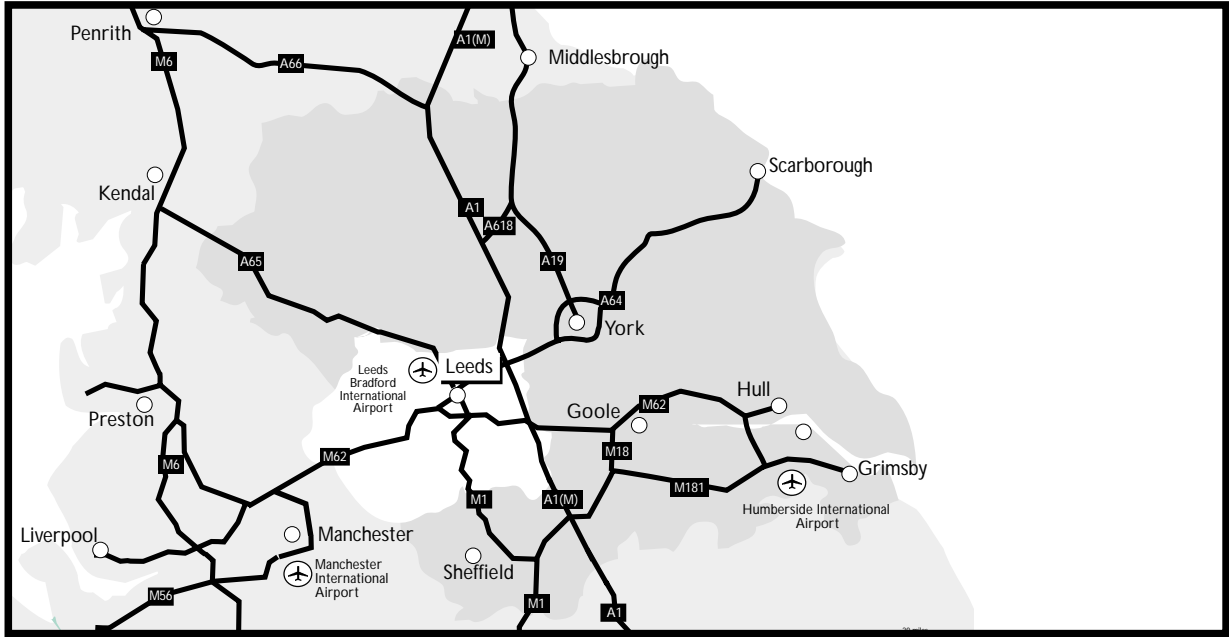 Penrith
M6
A66
A1(M)
Middlesbrough
Kendal
Scarborough
A1
A618
A65
A19
A64
York
Leeds
Bradford
International
Airport
Leeds
Preston
Goole
M62
Hull
M6
M62
M18
M1
A1(M)
M181
Grimsby
Humberside International
Airport
Liverpool
Manchester
Sheffield
Manchester
International
Airport
M56
M1
A1